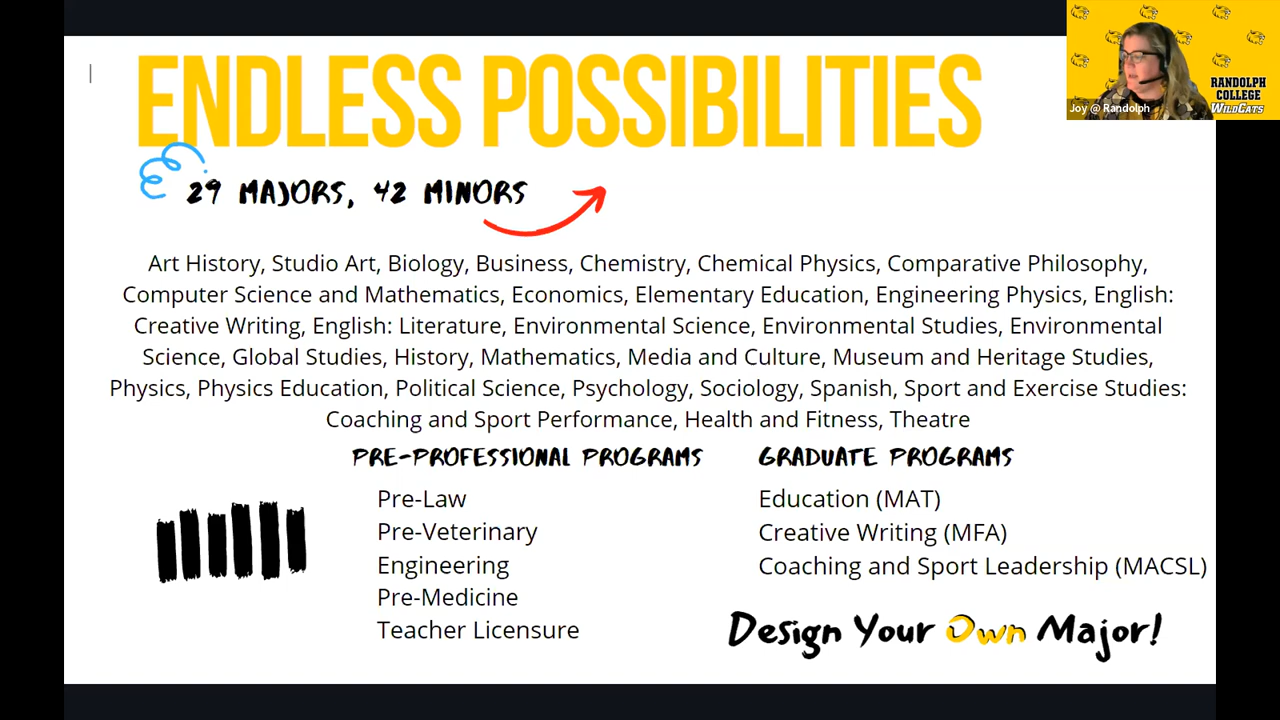 ENDLESS POSSIBILITIES
RANDOLPH
COLLEGE
WILDCATS
Joy @ Randolph
29 MAJORS, 42 MINORS
Art History, Studio Art, Biology, Business, Chemistry, Chemical Physics, Comparative Philosophy,
Computer Science and Mathematics, Economics, Elementary Education, Engineering Physics, English:
Creative Writing, English: Literature, Environmental Science, Environmental Studies, Environmental
Science, Global Studies, History, Mathematics, Media and Culture, Museum and Heritage Studies,
Physics, Physics Education, Political Science, Psychology, Sociology, Spanish, Sport and Exercise Studies:
Coaching and Sport Performance, Health and Fitness, Theatre
PRE-PROFESSIONAL PROGRAMS
Pre-Law
Pre-Veterinary
Engineering
Pre-Medicine
Teacher Licensure
GRADUATE PROGRAMS
Education (MAT)
Creative Writing (MFA)
Coaching and Sport Leadership (MACSL)
Design Your Own Major!